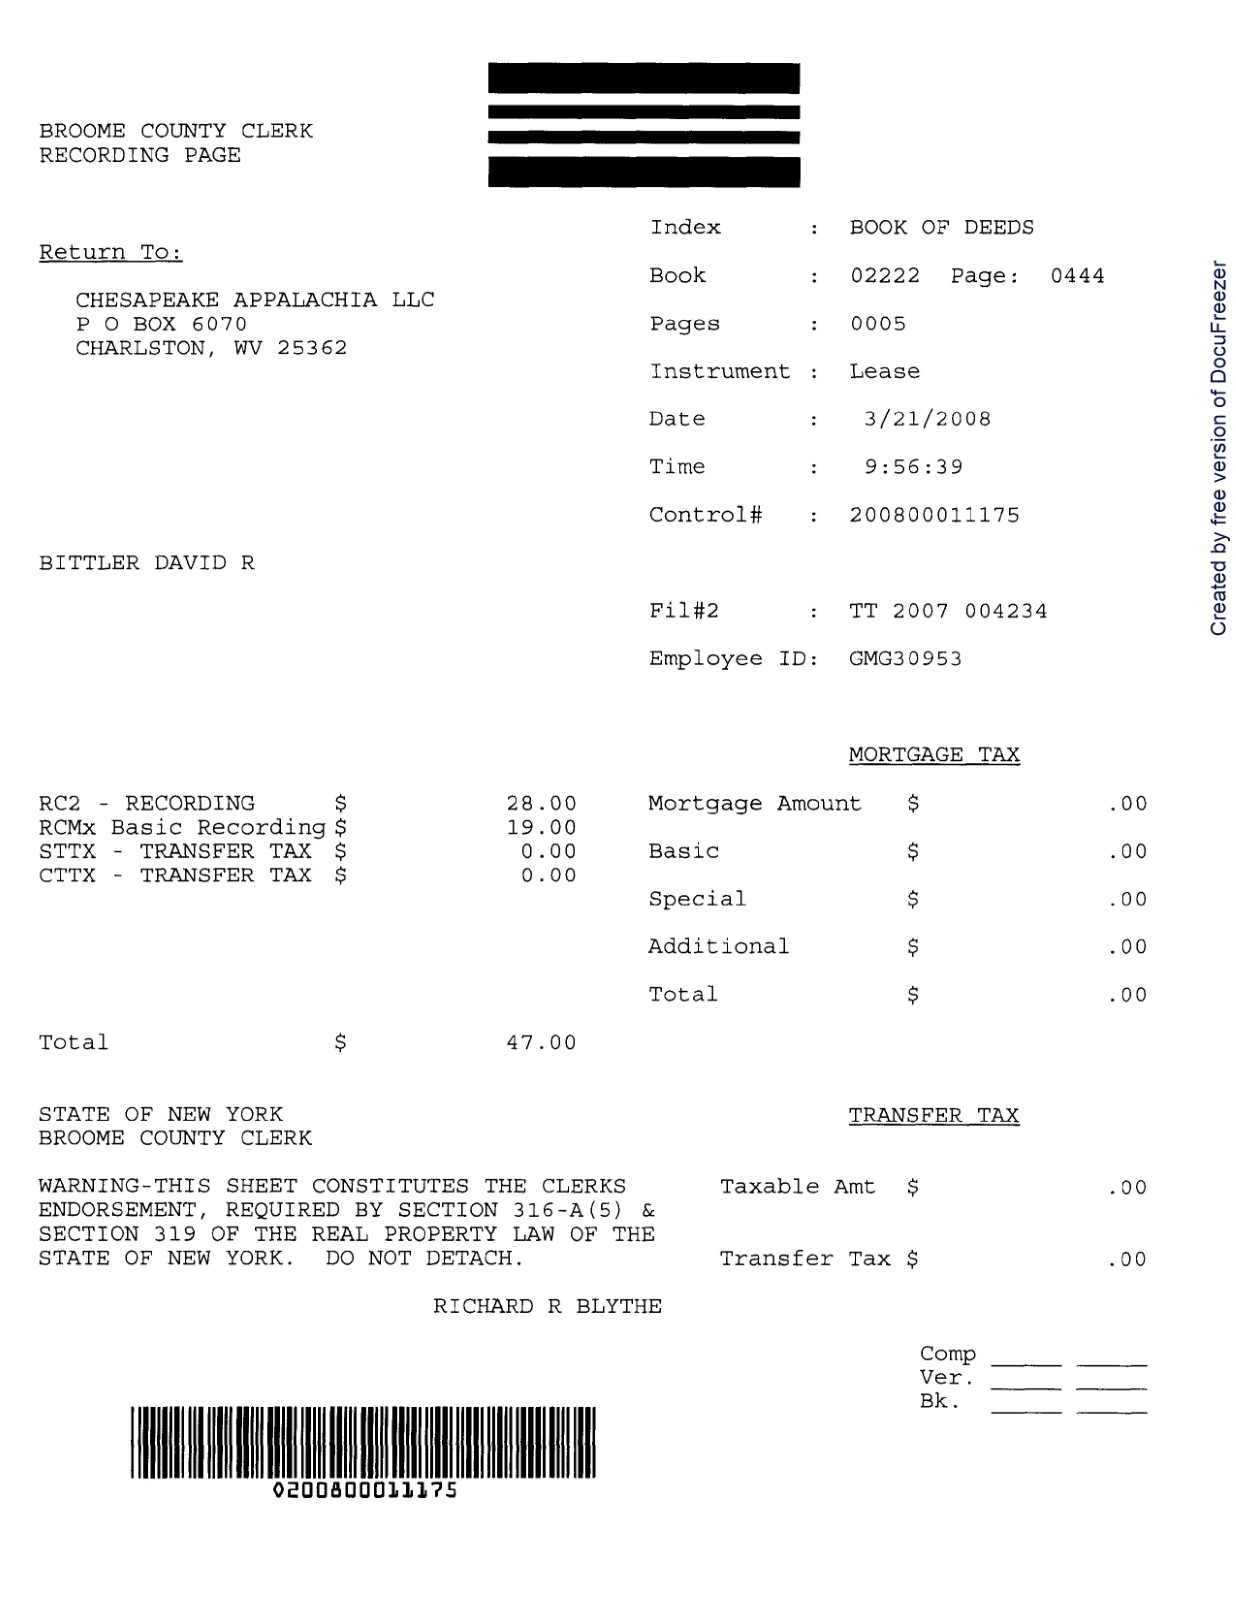 BROOME COUNTY CLERK
RECORDING PAGE
Return To:
CHESAPEAKE APPALACHIA LLC
P O BOX 6070
CHARLSTON, WV 25362
Index : BOOK OF DEEDS
Book : 02222 Page: 0444
Pages : 0005
Instrument : Lease
Date : 3/21/2008
Time : 9:56:39
Control# : 200800011175
BITTLER DAVID R
Fil#2 : TT 2007 004234
Employee ID: GMG30953
MORTGAGE TAX
RC2 - RECORDING $ 28.00
RCMx Basic Recording $ 19.00
STTX - TRANSFER TAX $ 0.00
CTTX - TRANSFER TAX $ 0.00
Mortgage Amount $ .00
Basic $ .00
Special $ .00
Additional $ .00
Total $ .00
Total $ 47.00
STATE OF NEW YORK
BROOME COUNTY CLERK
WARNING-THIS SHEET CONSTITUTES THE CLERKS
ENDORSEMENT, REQUIRED BY SECTION 316-A(5) &
SECTION 319 OF THE REAL PROPERTY LAW OF THE
STATE OF NEW YORK. DO NOT DETACH.
TRANSFER TAX
Taxable Amt $ .00
Transfer Tax $ .00
RICHARD R BLYTHE
Comp
Ver.
Bk.
0200800011175
Created by free version of DocuFreezer